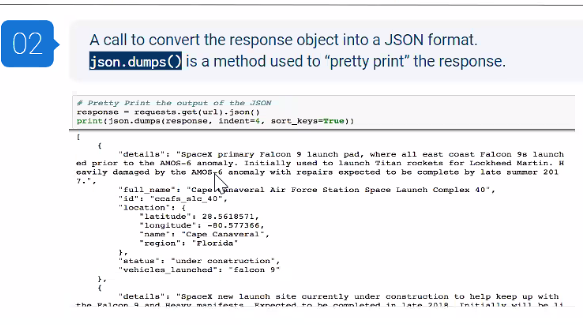 02
A call to convert the response object into a JSON format.
json.dumps() is a method used to “pretty print” the response.
# Pretty Print the output of the JSON
response = requests.get(url).json()
print(json.dumps(response, indent=4, sort_keys=True))
[
{
"details": "SpaceX primary Falcon 9 launch pad, where all east coast Falcon 9s launch
ed prior to the AMOS-6 anomaly. Initially used to launch Titan rockets for Lockheed Martin. H
eavily damaged by the AMOS-6 anomaly with repairs expected to be complete by late summer 201
7.",
"full_name": "Cape Canaveral Air Force Station Space Launch Complex 40",
"id": "ccafs_slc_40",
"location": {
"latitude": 28.5618571,
"longitude": -80.577366,
"name": "Cape Canaveral",
"region": "Florida"
},
"status": "under construction",
"vehicles_launched": "falcon 9"
},
{
"details": "SpaceX new launch site currently under construction to help keep up with
the Falcon 9 and Heavy manifests. Expected to be completed in late 2018. Initially will be li